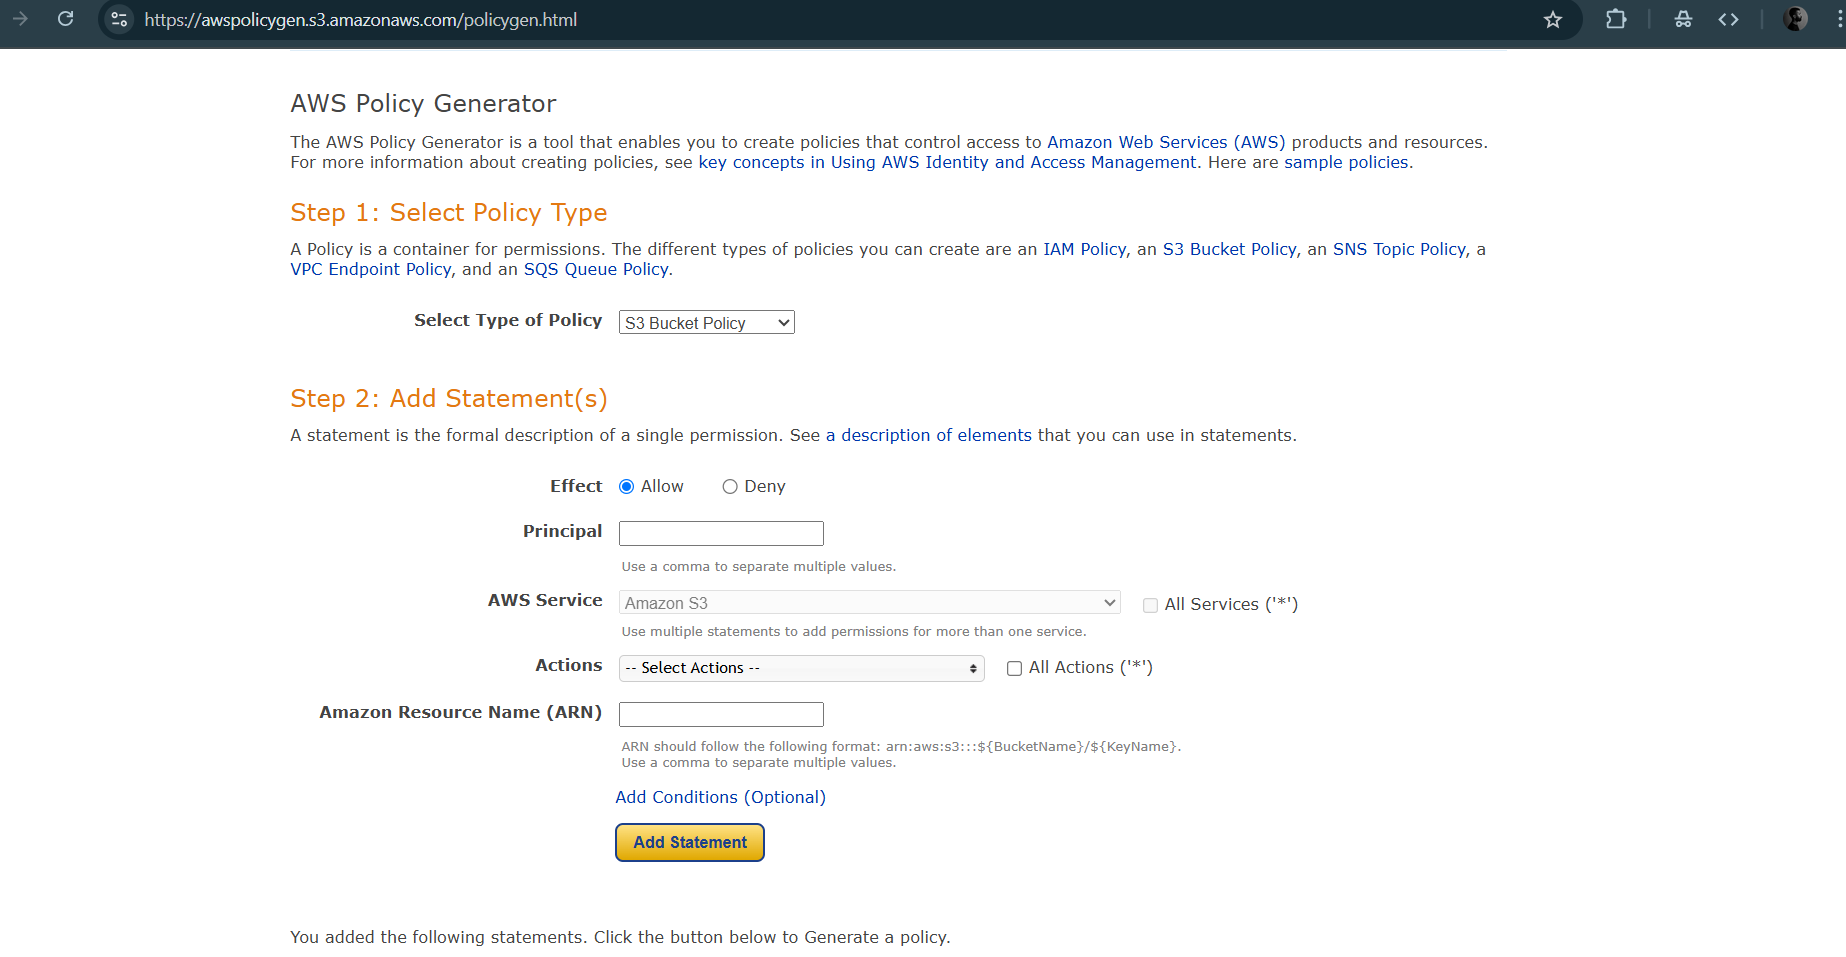 https://awspolicygen.s3.amazonaws.com/policygen.html
AWS Policy Generator
The AWS Policy Generator is a tool that enables you to create policies that control access to Amazon Web Services (AWS) products and resources.
For more information about creating policies, see key concepts in Using AWS Identity and Access Management. Here are sample policies.
Step 1: Select Policy Type
A Policy is a container for permissions. The different types of policies you can create are an IAM Policy, an S3 Bucket Policy, an SNS Topic Policy, a
VPC Endpoint Policy, and an SQS Queue Policy.
Select Type of Policy S3 Bucket Policy
Step 2: Add Statement(s)
A statement is the formal description of a single permission. See a description of elements that you can use in statements.
Effect Allow Deny
Principal
Use a comma to separate multiple values.
AWS Service Amazon S3 All Services ('*')
Use multiple statements to add permissions for more than one service.
Actions -- Select Actions -- All Actions ('*')
Amazon Resource Name (ARN)
ARN should follow the following format: arn:aws:s3:::${BucketName}/${KeyName}.
Use a comma to separate multiple values.
Add Conditions (Optional)
Add Statement
You added the following statements. Click the button below to Generate a policy.